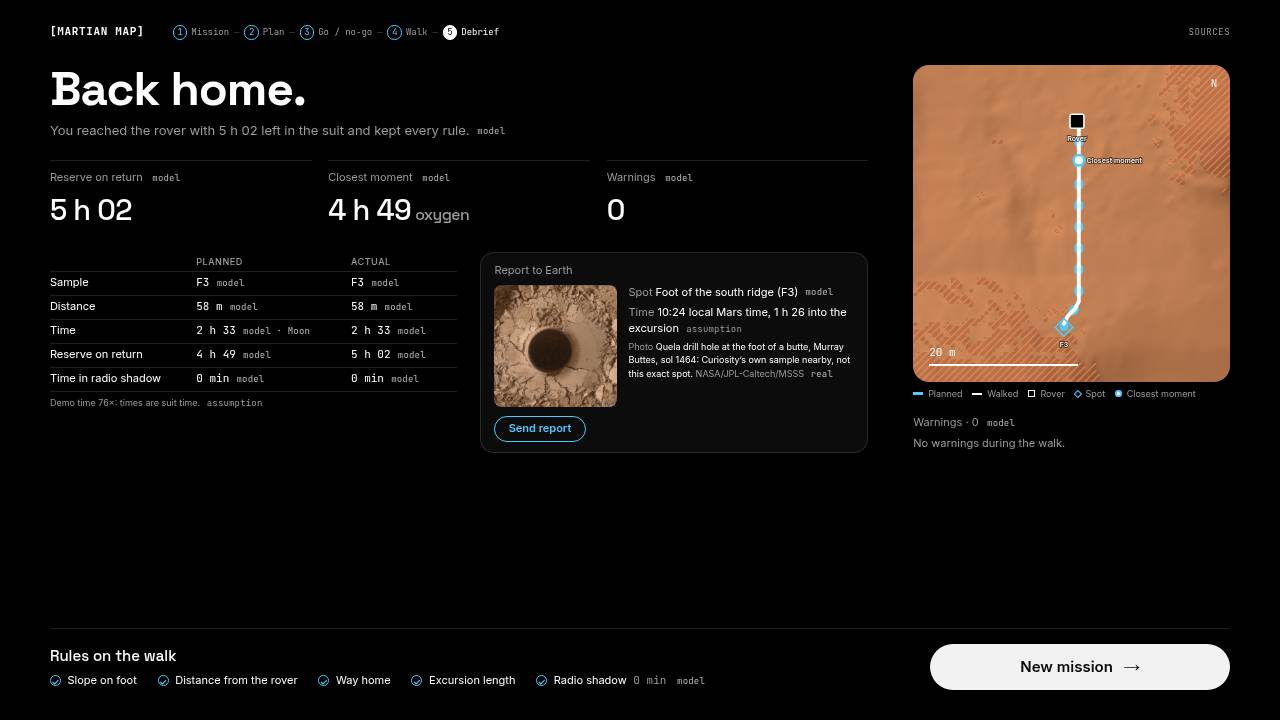 [MARTIAN MAP] 1 Mission – 2 Plan – 3 Go / no-go – 4 Walk – 5 Debrief SOURCES
Back home.
You reached the rover with 5 h 02 left in the suit and kept every rule. model
Reserve on return model
5 h 02
Closest moment model
4 h 49 oxygen
Warnings model
0
PLANNED ACTUAL
Sample F3 model F3 model
Distance 58 m model 58 m model
Time 2 h 33 model · Moon 2 h 33 model
Reserve on return 4 h 49 model 5 h 02 model
Time in radio shadow 0 min model 0 min model
Demo time 76×: times are suit time. assumption
Report to Earth
Spot Foot of the south ridge (F3) model
Time 10:24 local Mars time, 1 h 26 into the
excursion assumption
Photo Quela drill hole at the foot of a butte, Murray
Buttes, sol 1464: Curiosity's own sample nearby, not
this exact spot. NASA/JPL-Caltech/MSSS real
Send report
N
Rover
Closest moment
F3
20 m
Planned Walked Rover Spot Closest moment
Warnings · 0 model
No warnings during the walk.
Rules on the walk
Slope on foot Distance from the rover Way home Excursion length Radio shadow 0 min model
New mission →